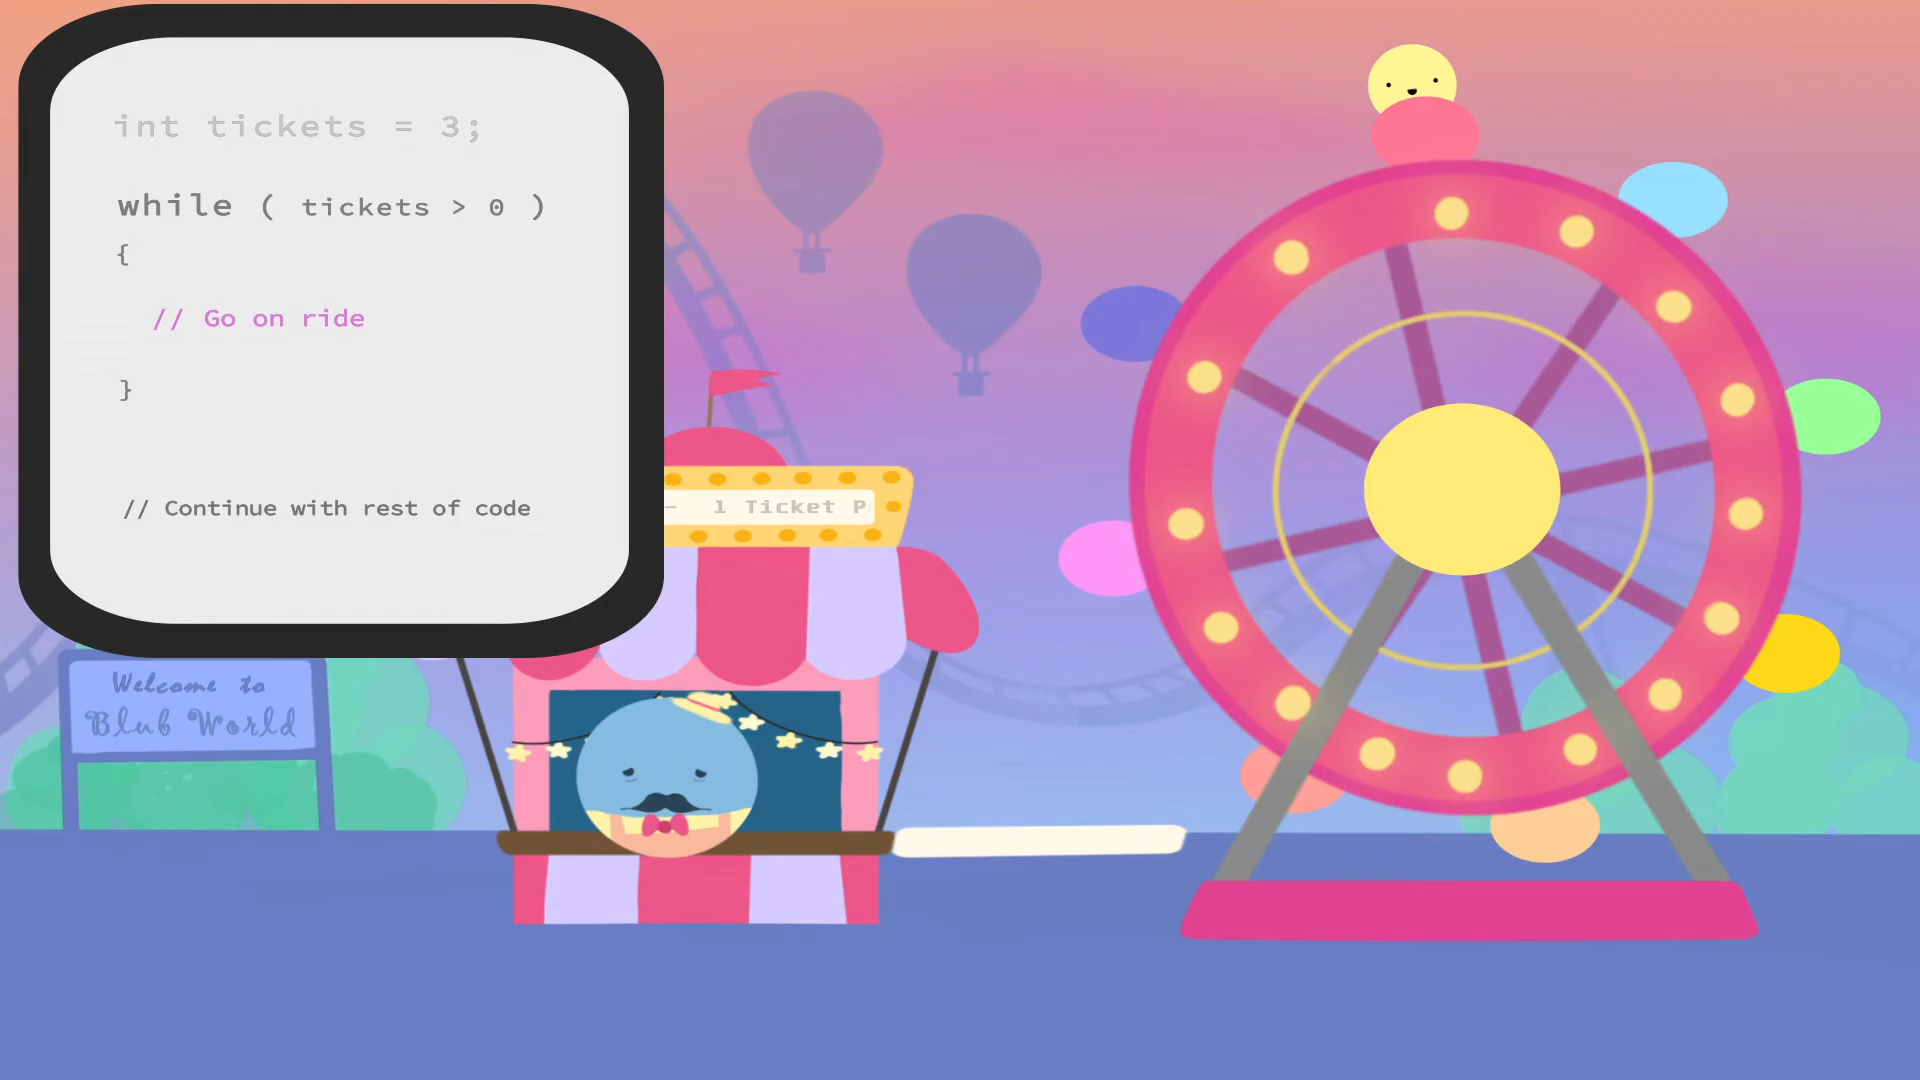 int tickets = 3;
while ( tickets > 0 )
{
// Go on ride
}
// Continue with rest of code
- 1 Ticket P
Welcome to
Blub World